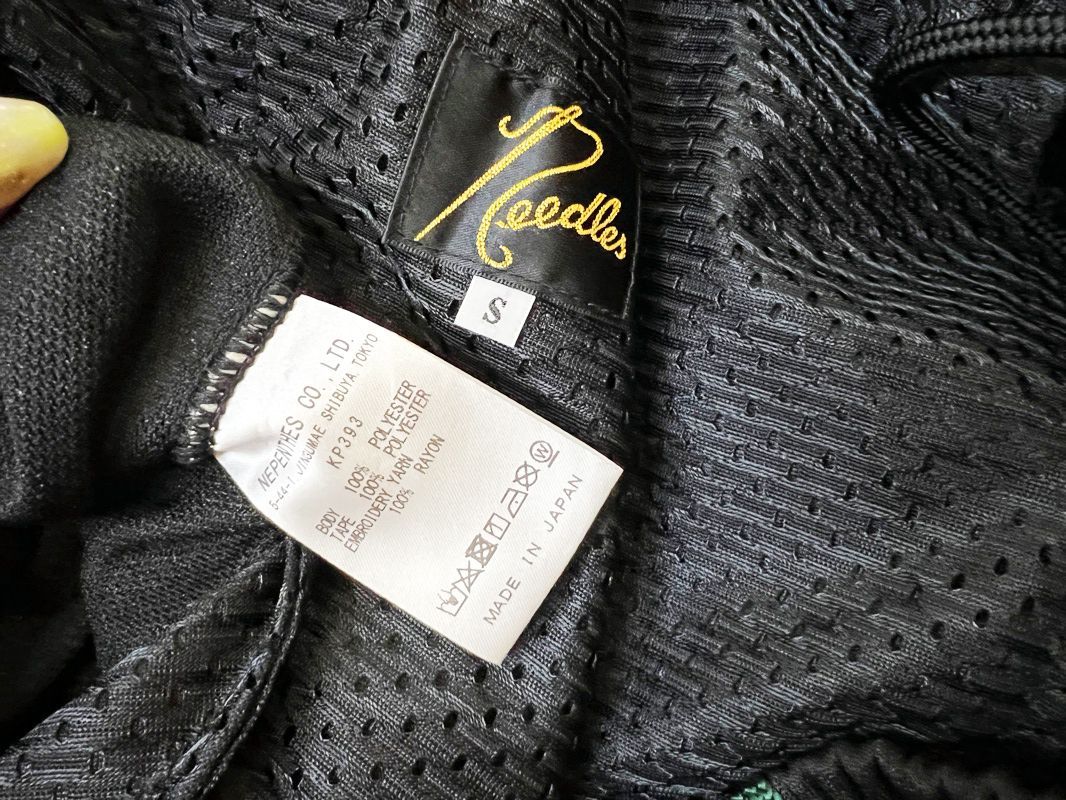 Needles
S
NEPENTHES CO., LTD.
5-44-1, JINGUMAE SHIBUYA, TOKYO
KP393
BODY 100% POLYESTER
TAPE 100% POLYESTER
EMBROIDERY YARN
100% RAYON
W
MADE IN JAPAN